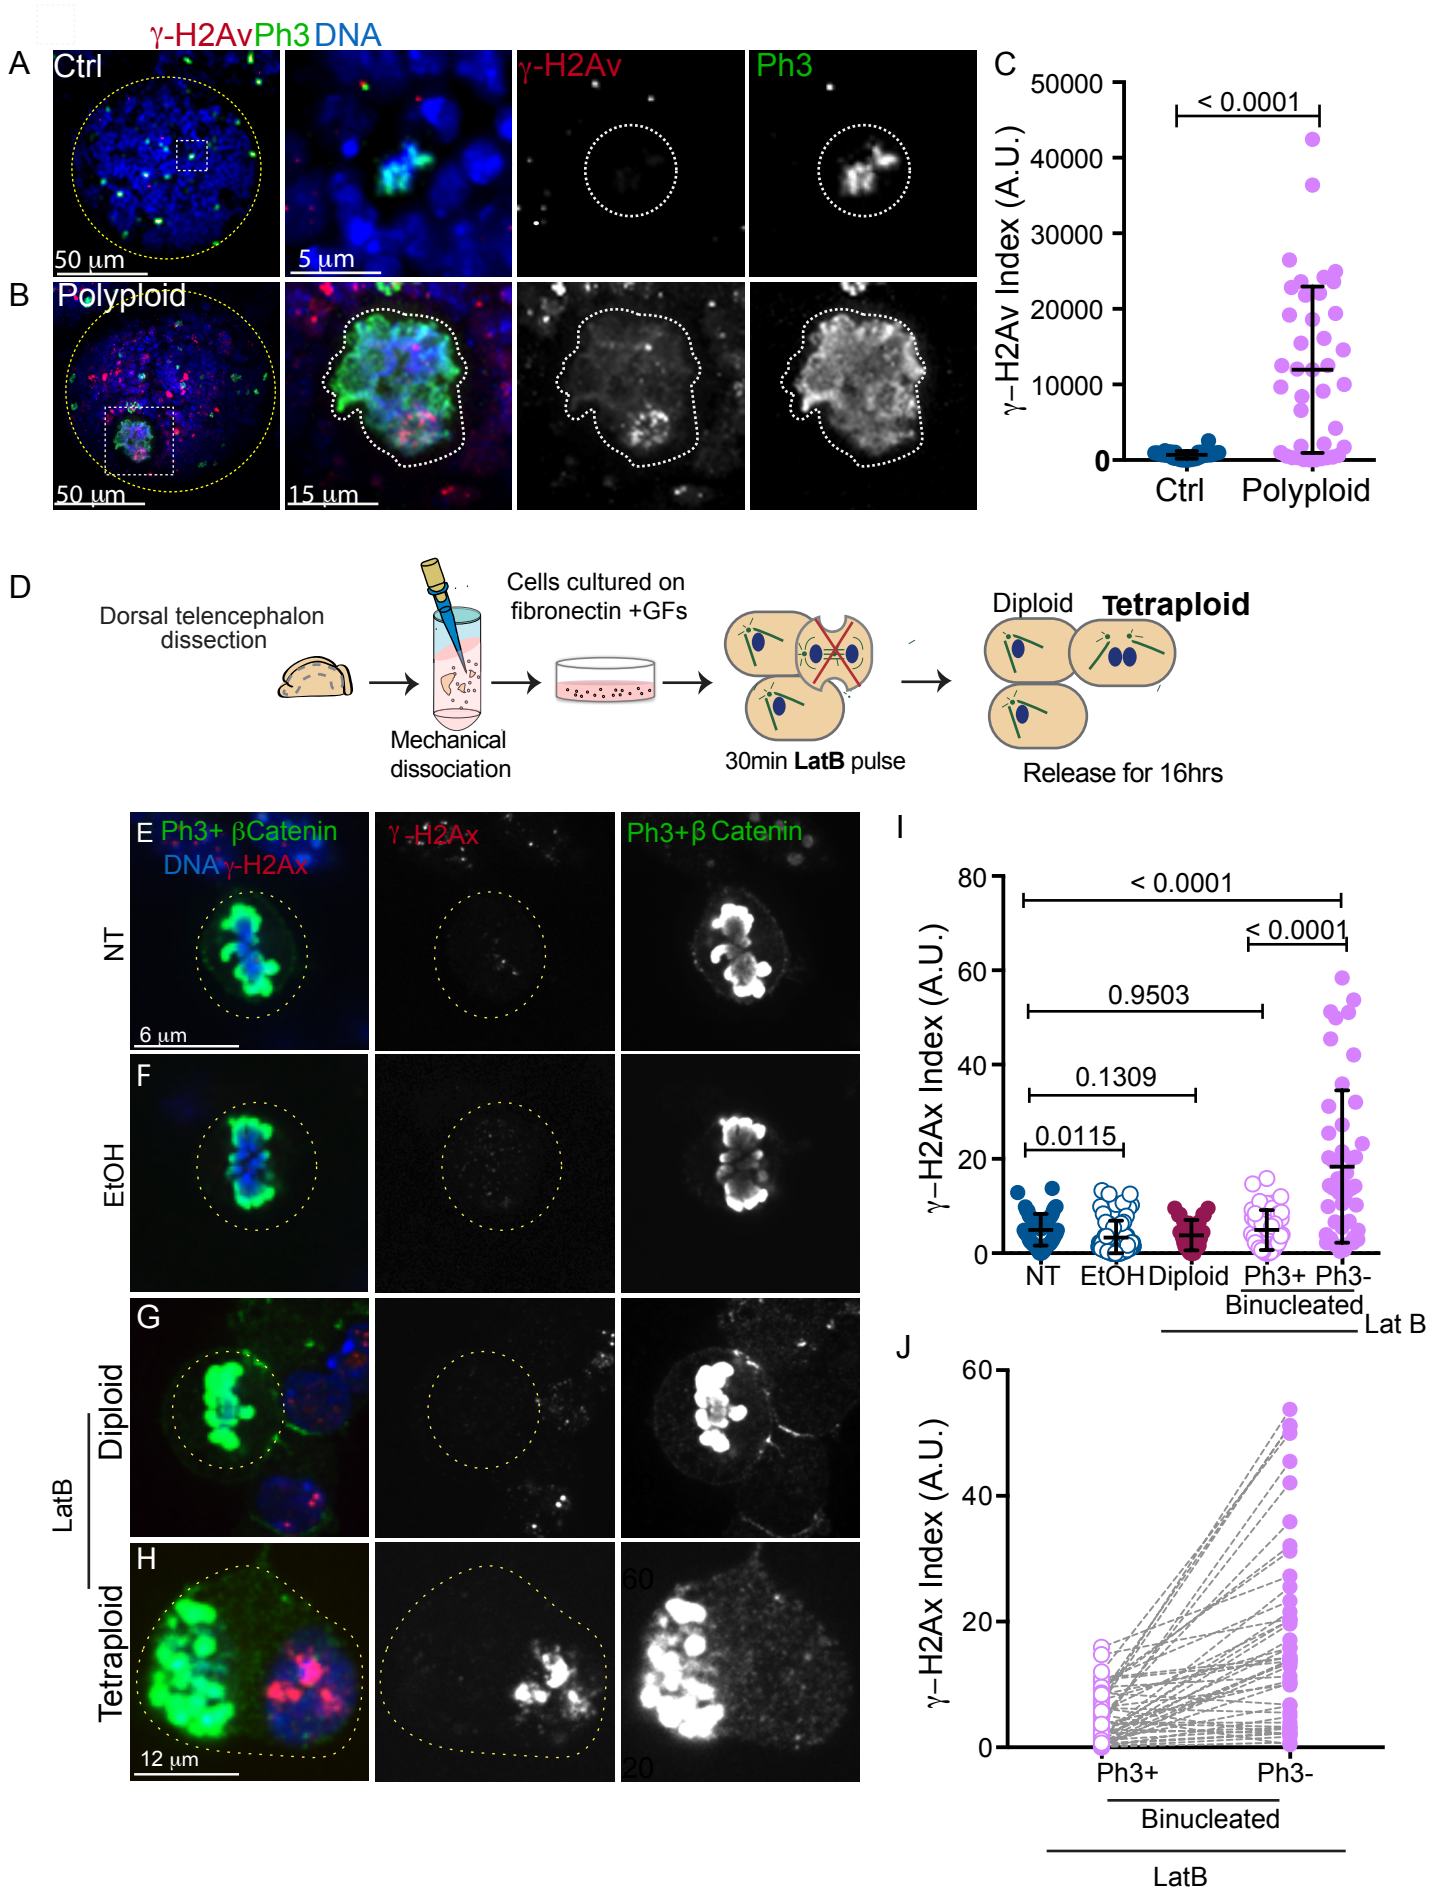 γ-H2Av Ph3 DNA
A
Ctrl
γ-H2Av
Ph3
50 μm
5 μm
B
Polyploid
50 μm
15 μm
C
50000
40000
30000
20000
10000
0
γ–H2Av Index (A.U.)
< 0.0001
Ctrl
Polyploid
D
Dorsal telencephalon
dissection
Mechanical
dissociation
Cells cultured on
fibronectin +GFs
30min LatB pulse
Diploid
Tetraploid
Release for 16hrs
E
Ph3+ βCatenin
DNA γ-H2Ax
γ-H2Ax
Ph3+β Catenin
NT
6 μm
F
EtOH
G
Diploid
LatB
H
Tetraploid
12 μm
60
20
I
80
60
40
20
0
γ–H2Ax Index (A.U.)
< 0.0001
< 0.0001
0.9503
0.1309
0.0115
NT
EtOH
Diploid
Ph3+
Ph3-
Binucleated
Lat B
J
60
40
20
0
γ–H2Ax Index (A.U.)
Ph3+
Ph3-
Binucleated
LatB